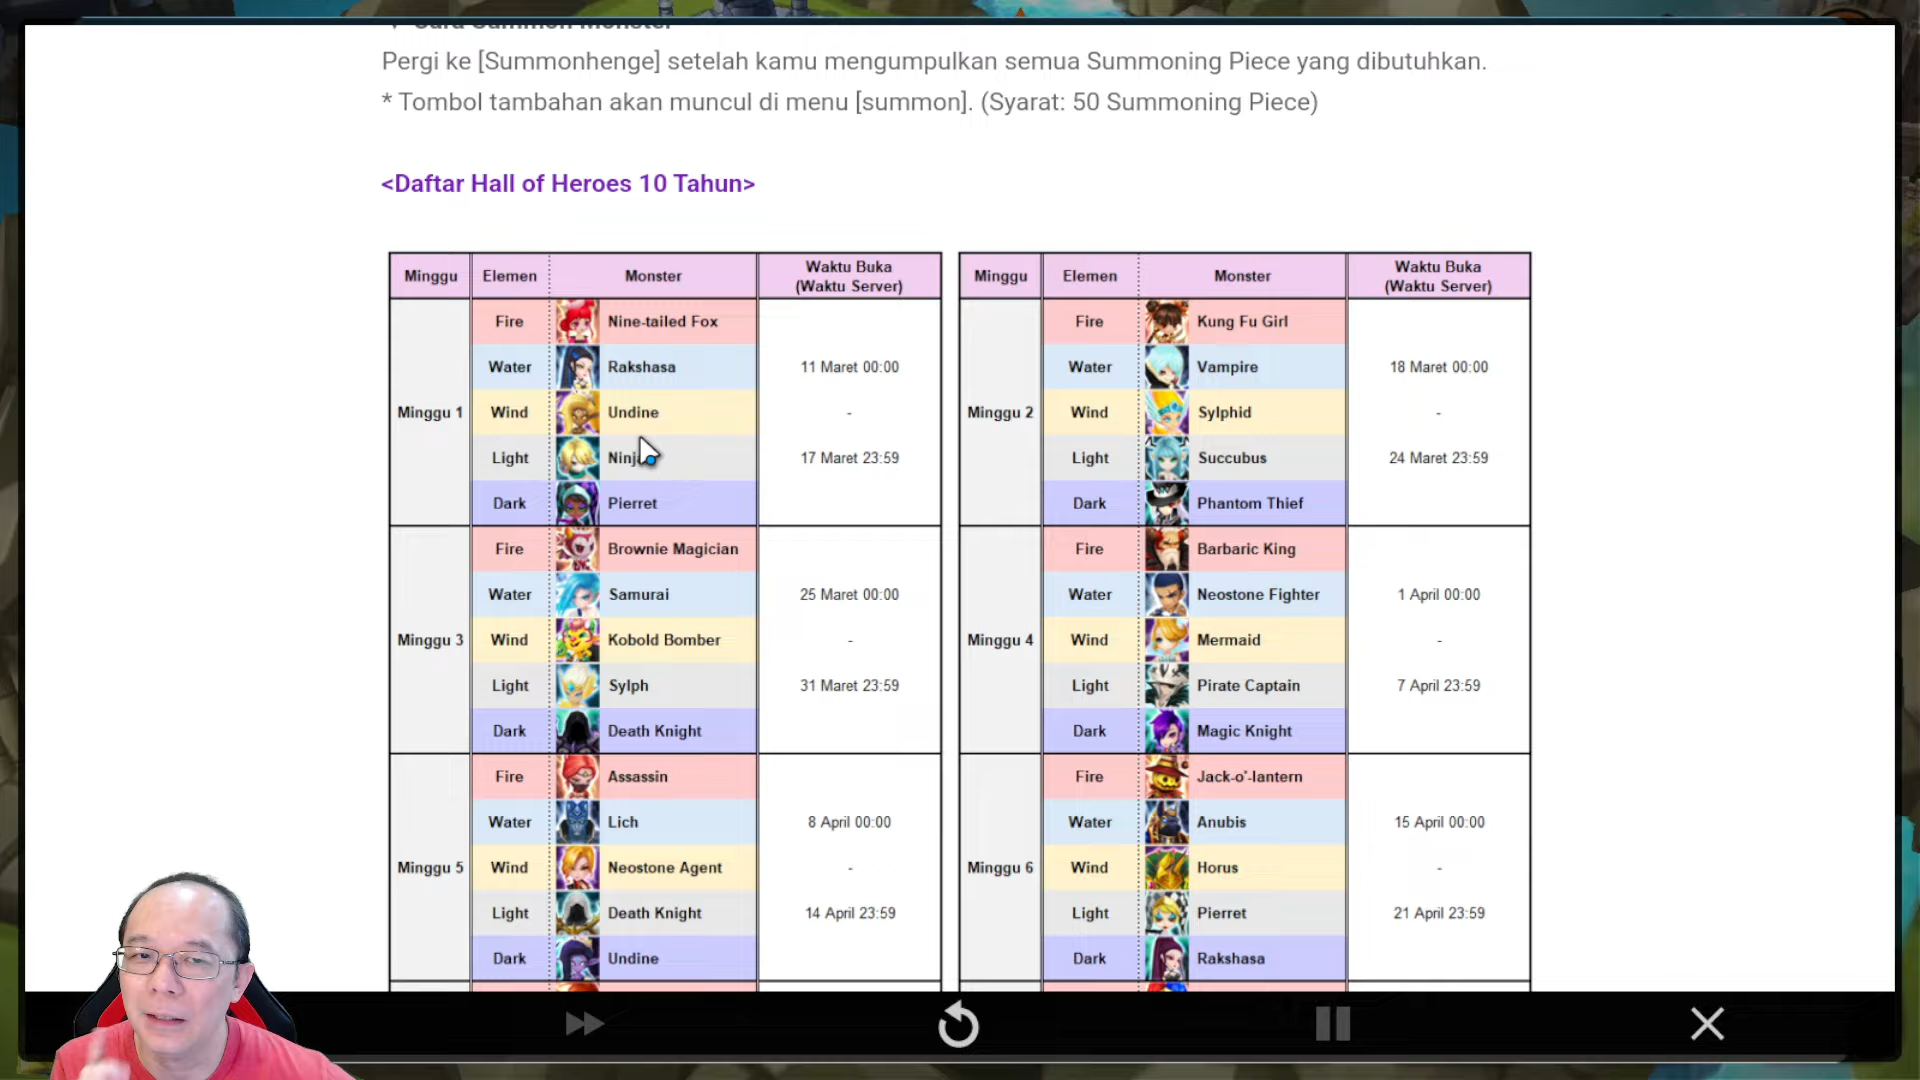 Cara Summon Monster
Pergi ke [Summonhenge] setelah kamu mengumpulkan semua Summoning Piece yang dibutuhkan.
* Tombol tambahan akan muncul di menu [summon]. (Syarat: 50 Summoning Piece)
<Daftar Hall of Heroes 10 Tahun>
Minggu Elemen Monster Waktu Buka (Waktu Server)
Minggu 1
Fire Nine-tailed Fox
Water Rakshasa
Wind Undine
Light Ninj
Dark Pierret
11 Maret 00:00
-
17 Maret 23:59
Minggu Elemen Monster Waktu Buka (Waktu Server)
Minggu 2
Fire Kung Fu Girl
Water Vampire
Wind Sylphid
Light Succubus
Dark Phantom Thief
18 Maret 00:00
-
24 Maret 23:59
Minggu 3
Fire Brownie Magician
Water Samurai
Wind Kobold Bomber
Light Sylph
Dark Death Knight
25 Maret 00:00
-
31 Maret 23:59
Minggu 4
Fire Barbaric King
Water Neostone Fighter
Wind Mermaid
Light Pirate Captain
Dark Magic Knight
1 April 00:00
-
7 April 23:59
Minggu 5
Fire Assassin
Water Lich
Wind Neostone Agent
Light Death Knight
Dark Undine
8 April 00:00
-
14 April 23:59
Minggu 6
Fire Jack-o'-lantern
Water Anubis
Wind Horus
Light Pierret
Dark Rakshasa
15 April 00:00
-
21 April 23:59